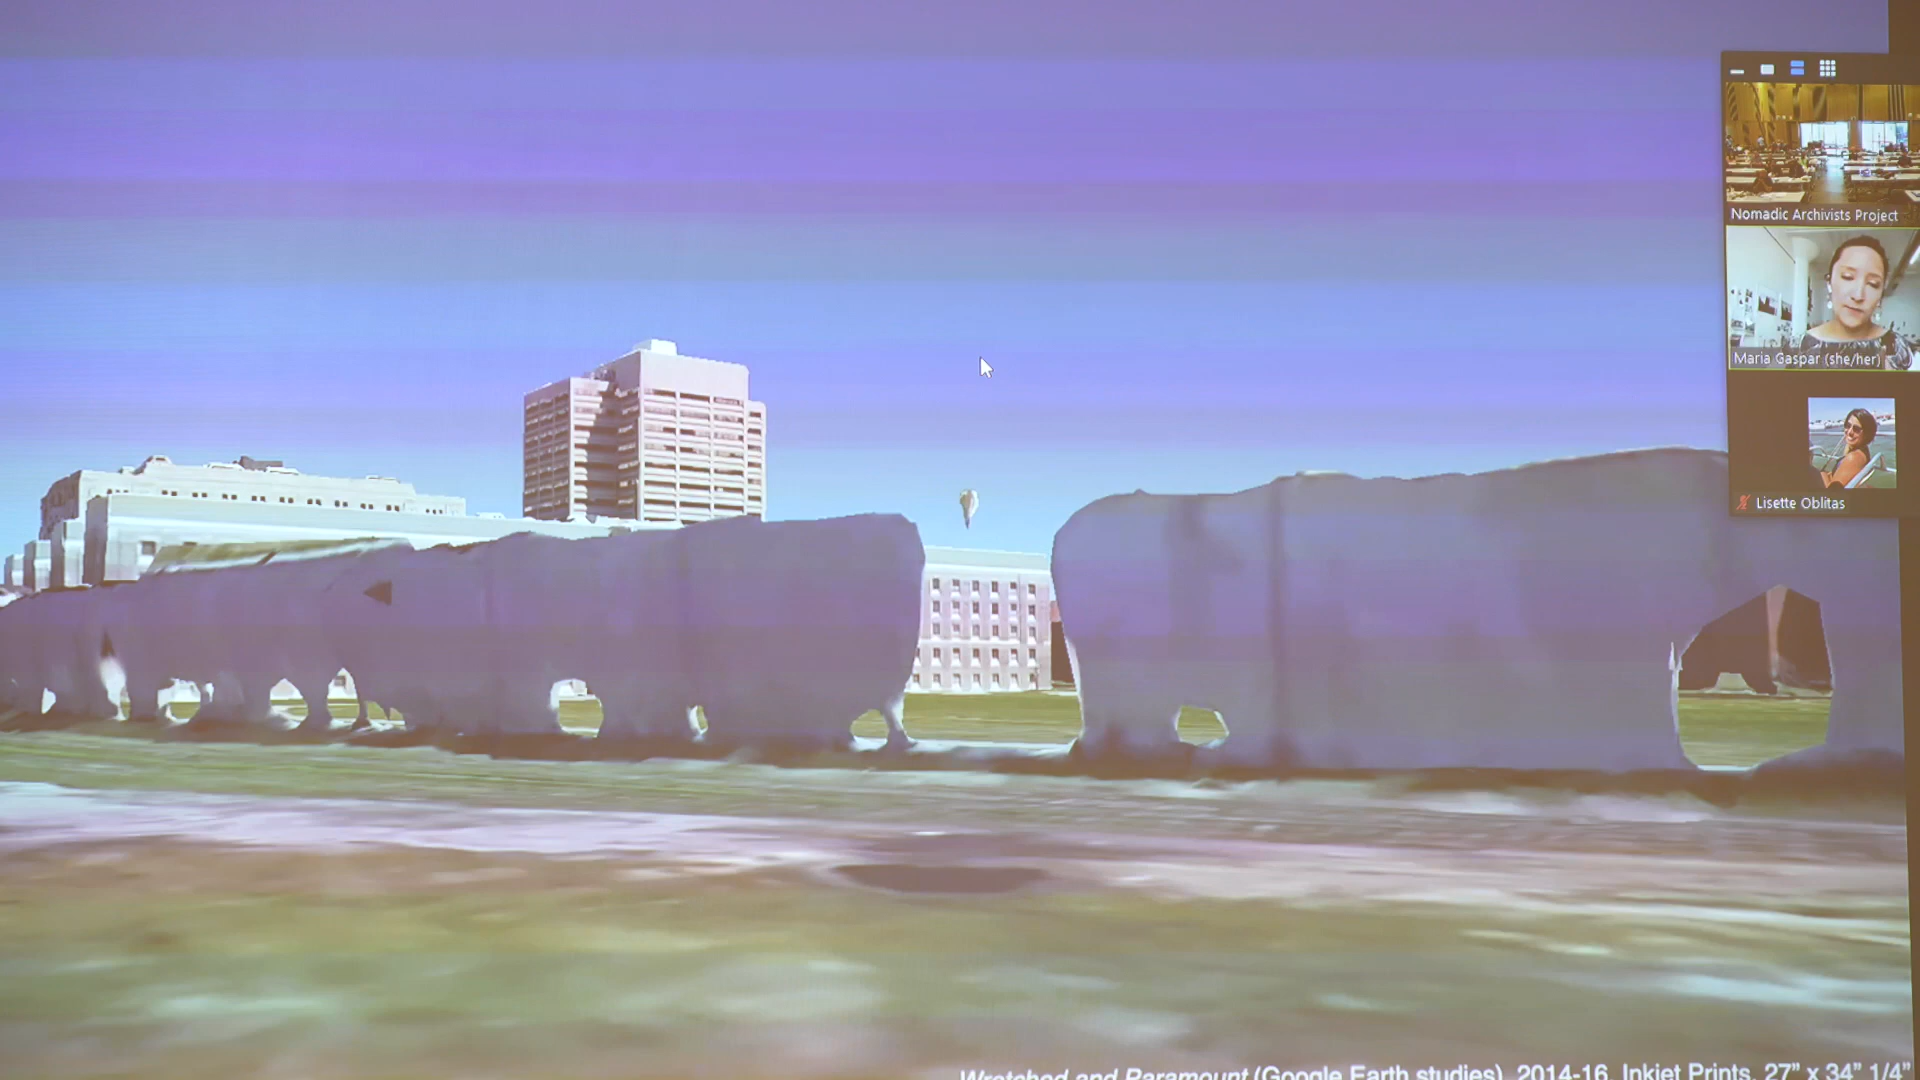 Nomadic Archivists Project
Maria Gaspar (she/her)
Lisette Oblitas
Wretched and Paramount (Google Earth studies), 2014-16, Inkjet Prints, 27” x 34” 1/4”